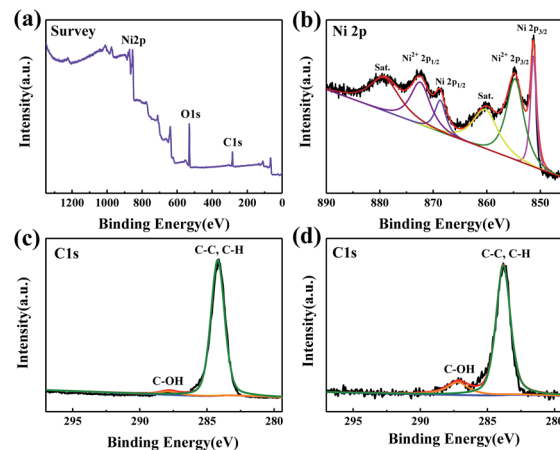 (a)
Survey
Ni2p
O1s
C1s
Intensity(a.u.)
1200 1000 800 600 400 200 0
Binding Energy(eV)
(b)
Ni 2p
Ni 2p3/2
Ni2+ 2p1/2
Ni2+ 2p3/2
Sat.
Ni 2p1/2
Sat.
Intensity(a.u.)
890 880 870 860 850
Binding Energy(eV)
(c)
C1s
C-C, C-H
C-OH
Intensity(a.u.)
295 290 285 280
Binding Energy(eV)
(d)
C1s
C-C, C-H
C-OH
Intensity(a.u.)
295 290 285 280
Binding Energy(eV)